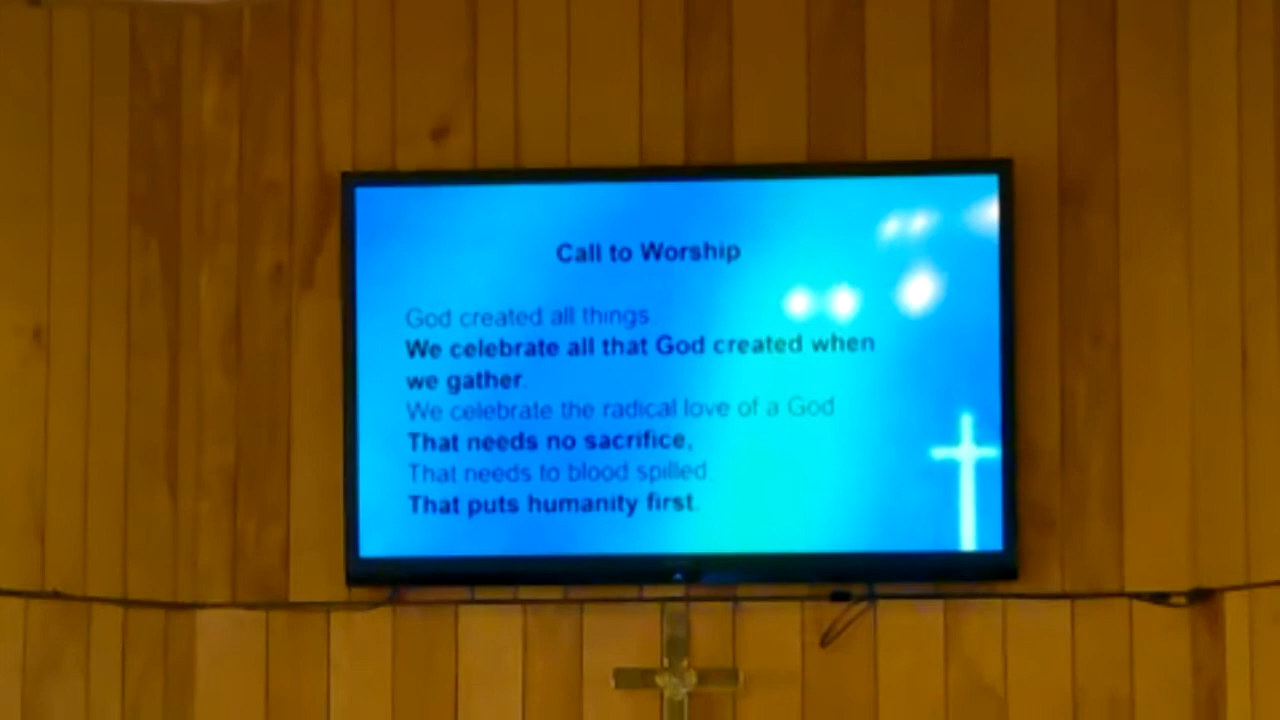 Call to Worship
God created all things
We celebrate all that God created when
we gather.
We celebrate the radical love of a God
That needs no sacrifice,
That needs to blood spilled
That puts humanity first.